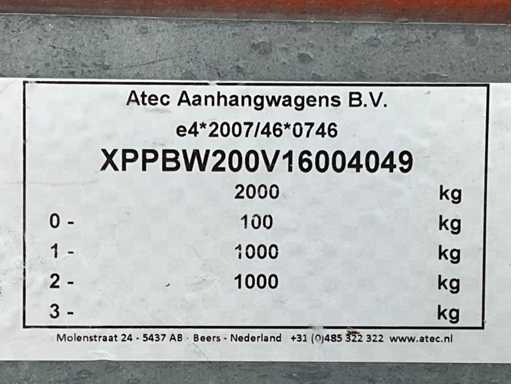 Atec Aanhangwagens B.V.
e4*2007/46*0746
XPPBW200V16004049
2000 kg
0 - 100 kg
1 - 1000 kg
2 - 1000 kg
3 - kg
Molenstraat 24 - 5437 AB - Beers - Nederland +31 (0)485 322 322 www.atec.nl